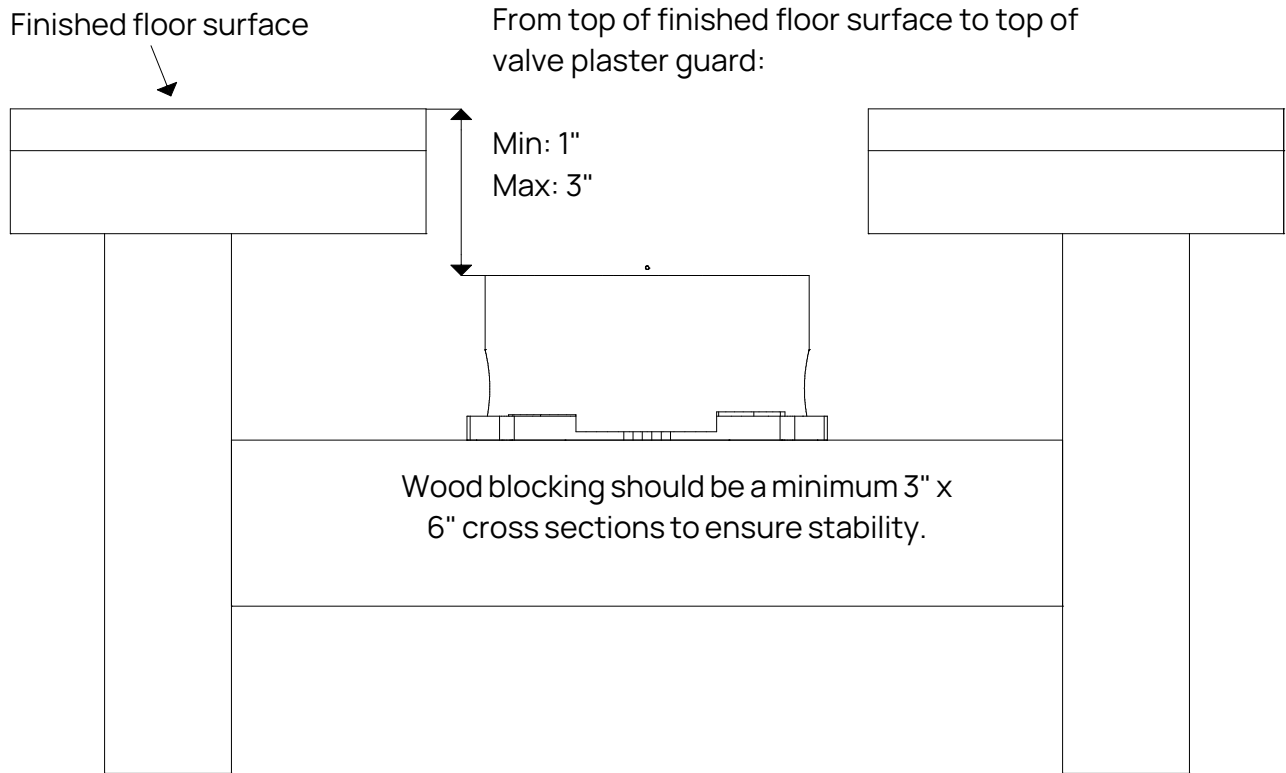 Finished floor surface
From top of finished floor surface to top of
valve plaster guard:
Min: 1"
Max: 3"
Wood blocking should be a minimum 3" x
6" cross sections to ensure stability.